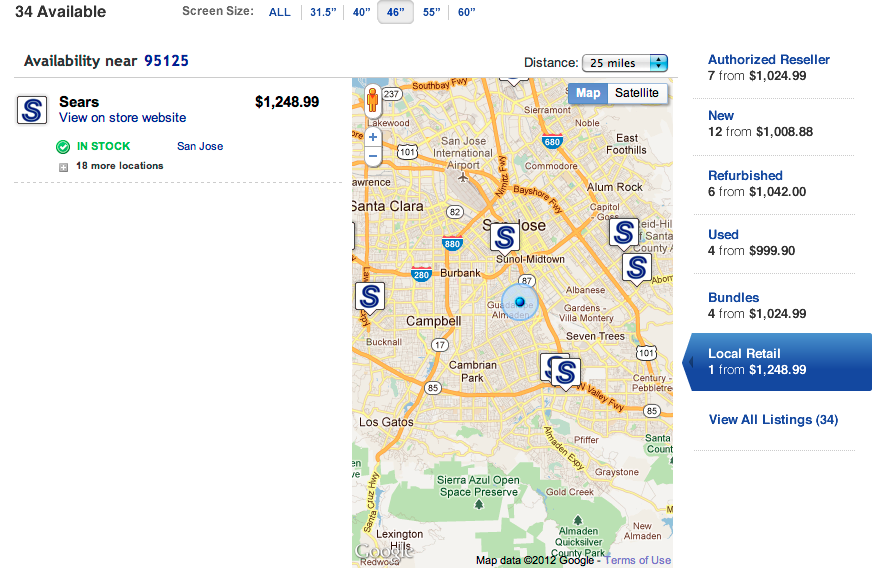 34 Available
Screen Size: ALL 31.5” 40” 46” 55” 60”
Availability near 95125
Distance: 25 miles
S
Sears
$1,248.99
View on store website
IN STOCK
San Jose
18 more locations
Map Satellite
Southbay Fwy
237
Lakewood
Sierramont
Noble
101
San Jose
International
Airport
680
East
Foothills
Commodore
Nimitz Fwy
Bayshore Fwy
Alum Rock
Santa Clara
82
Capitol
San Jose
880
S
S
Sunol-Midtown
S
280
Burbank
87
Albanese
S
Guadalupe
Almaden
Gardens -
Villa Montery
Campbell
Seven Trees
Bucknall
17
101
Cambrian
Park
S
S
85
W Valley Fwy
85
Los Gatos
Pfiffer
Almaden Expy
Graystone
Sierra Azul Open
Space Preserve
Gold Creek
Santa Cruz Hwy
Lexington
Hills
Almaden
Quicksilver
County Park
New
Almaden
Google
Map data ©2012 Google - Terms of Use
Authorized Reseller
7 from $1,024.99
New
12 from $1,008.88
Refurbished
6 from $1,042.00
Used
4 from $999.90
Bundles
4 from $1,024.99
Local Retail
1 from $1,248.99
View All Listings (34)